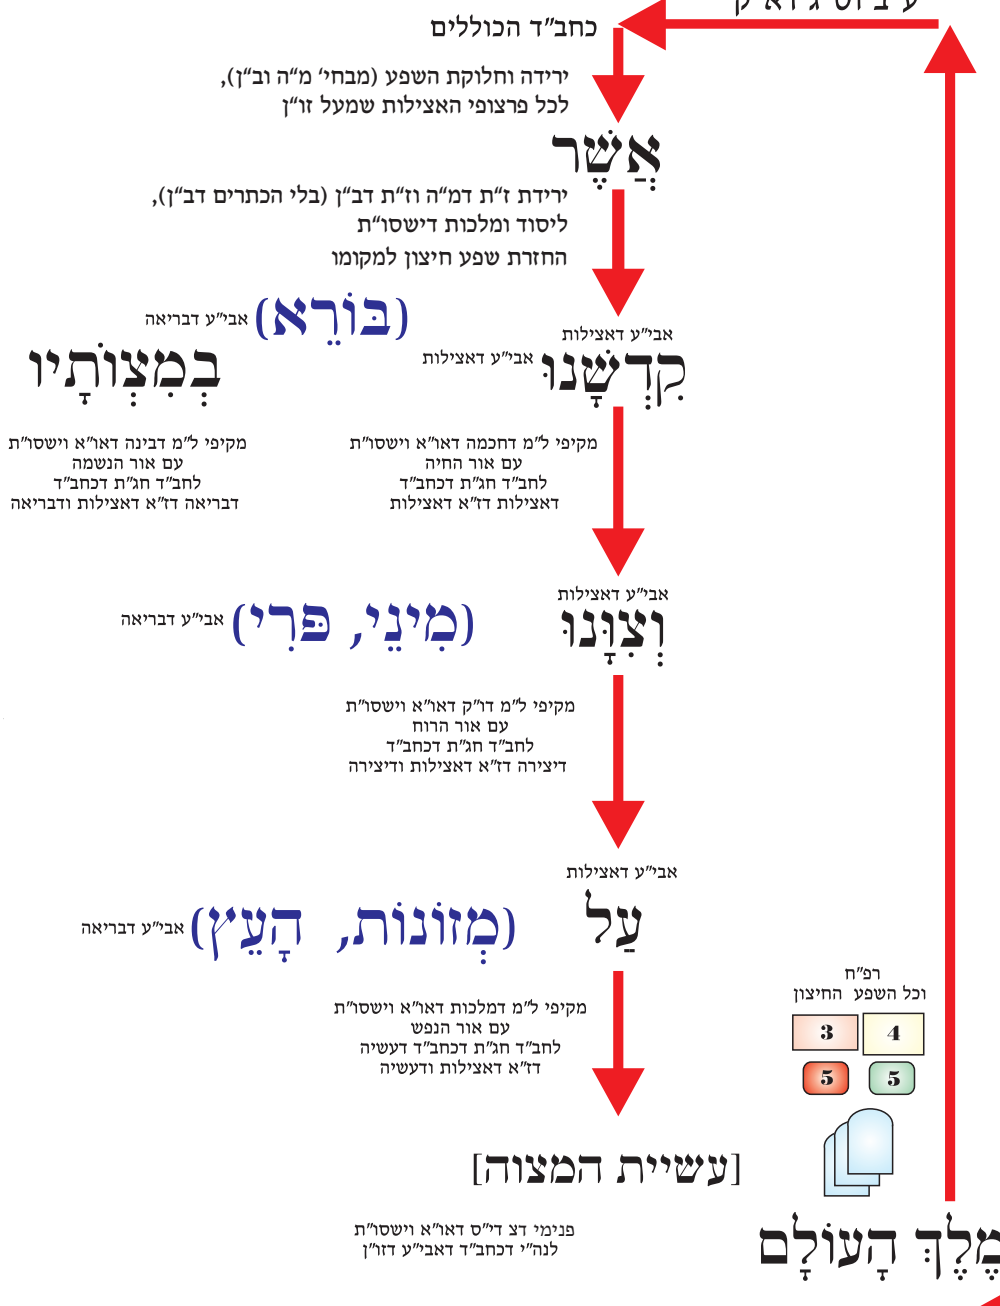 כחב"ד הכוללים
ירידה וחלוקת השפע (מבחי' מ"ה וב"ן),
לכל פרצופי האצילות שמעל זו"ן
אֲשֶׁר
ירידת ז"ת דמ"ה וז"ת דב"ן (בלי הכתרים דב"ן),
ליסוד ומלכות דישסו"ת
החזרת שפע חיצון למקומו
אבי"ע דאצילות
קִדְּשָׁנוּ אבי"ע דאצילות
(בּוֹרֵא) אבי"ע דבריאה
בְּמִצְוֹתָיו
מקיפי ל"מ דחכמה דאו"א וישסו"ת
עם אור החיה
לחב"ד חג"ת דכחב"ד
דאצילות דז"א דאצילות
מקיפי ל"מ דבינה דאו"א וישסו"ת
עם אור הנשמה
לחב"ד חג"ת דכחב"ד
דבריאה דז"א דאצילות ודבריאה
אבי"ע דאצילות
וְצִוָּנוּ
(מִינֵי, פְּרִי) אבי"ע דבריאה
מקיפי ל"מ דו"ק דאו"א וישסו"ת
עם אור הרוח
לחב"ד חג"ת דכחב"ד
דיצירה דז"א דאצילות ודיצירה
אבי"ע דאצילות
עַל
(מְזוֹנוֹת, הָעֵץ) אבי"ע דבריאה
מקיפי ל"מ דמלכות דאו"א וישסו"ת
עם אור הנפש
לחב"ד חג"ת דכחב"ד דעשיה
דז"א דאצילות ודעשיה
רפ"ח
וכל השפע החיצון
4 3
5 5
[עשיית המצוה]
פנימי דצ די"ס דאו"א וישסו"ת
לנה"י דכחב"ד דאבי"ע דזו"ן
מֶלֶךְ הָעוֹלָם